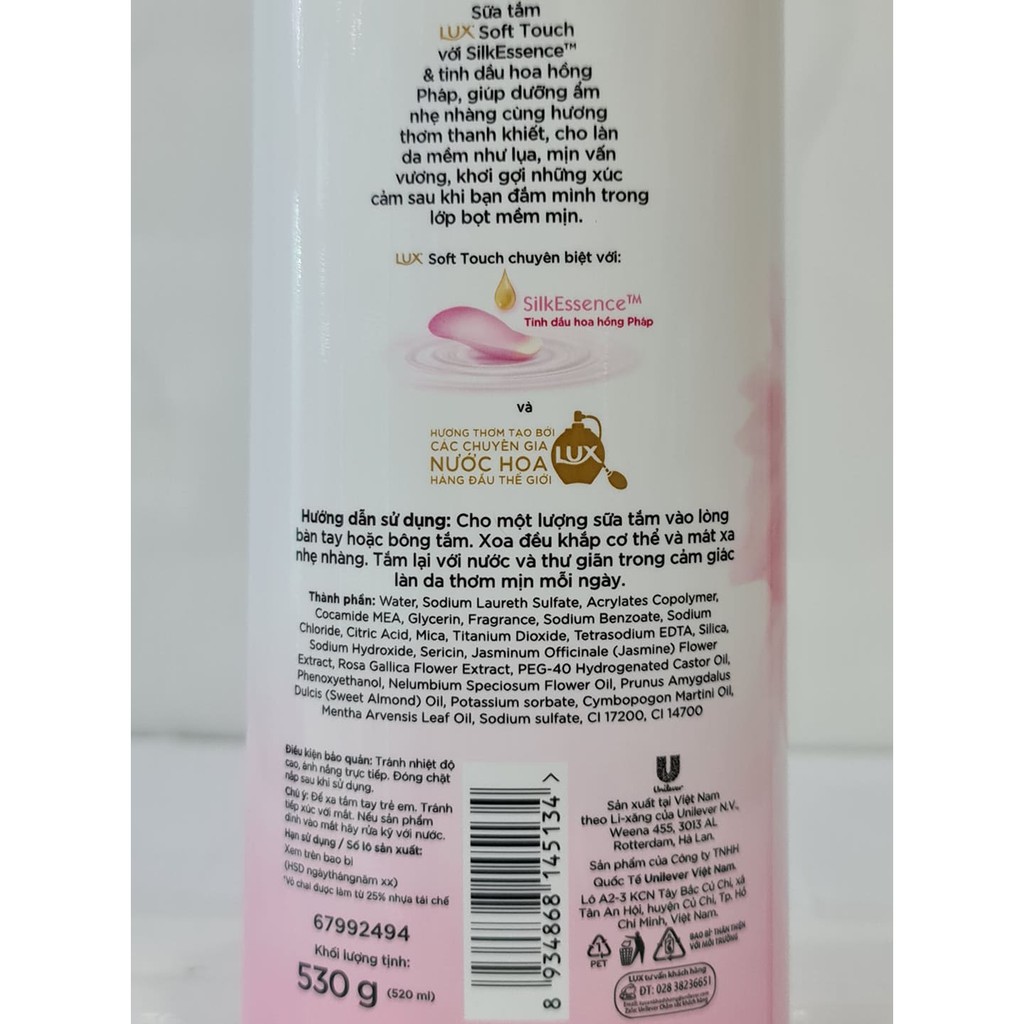 Sữa tắm
LUX Soft Touch
với SilkEssence™
& tinh dầu hoa hồng
Pháp, giúp dưỡng ẩm
nhẹ nhàng cùng hương
thơm thanh khiết, cho làn
da mềm như lụa, mịn vấn
vương, khơi gợi những xúc
cảm sau khi bạn đắm mình trong
lớp bọt mềm mịn.
LUX Soft Touch chuyên biệt với:
SilkEssence™
Tinh dầu hoa hồng Pháp
và
HƯƠNG THƠM TẠO BỞI
CÁC CHUYÊN GIA
NƯỚC HOA
HÀNG ĐẦU THẾ GIỚI
LUX
Hướng dẫn sử dụng: Cho một lượng sữa tắm vào lòng
bàn tay hoặc bông tắm. Xoa đều khắp cơ thể và mát xa
nhẹ nhàng. Tắm lại với nước và thư giãn trong cảm giác
làn da thơm mịn mỗi ngày.
Thành phần: Water, Sodium Laureth Sulfate, Acrylates Copolymer,
Cocamide MEA, Glycerin, Fragrance, Sodium Benzoate, Sodium
Chloride, Citric Acid, Mica, Titanium Dioxide, Tetrasodium EDTA, Silica,
Sodium Hydroxide, Sericin, Jasminum Officinale (Jasmine) Flower
Extract, Rosa Gallica Flower Extract, PEG-40 Hydrogenated Castor Oil,
Phenoxyethanol, Nelumbium Speciosum Flower Oil, Prunus Amygdalus
Dulcis (Sweet Almond) Oil, Potassium sorbate, Cymbopogon Martini Oil,
Mentha Arvensis Leaf Oil, Sodium sulfate, CI 17200, CI 14700
Điều kiện bảo quản: Tránh nhiệt độ
cao, ánh nắng trực tiếp. Đóng chặt
nắp sau khi sử dụng.
Chú ý: Để xa tầm tay trẻ em. Tránh
tiếp xúc với mắt. Nếu sản phẩm
dính vào mắt hãy rửa kỹ với nước.
Hạn sử dụng / Số lô sản xuất:
Xem trên bao bì
(HSD ngàythángnăm xx)
*Vỏ chai được làm từ 25% nhựa tái chế
67992494
Khối lượng tịnh:
530 g (520 ml)
8 934868 145134 >
Unilever
Sản xuất tại Việt Nam
theo Li-xăng của Unilever N.V.,
Weena 455, 3013 AL
Rotterdam, Hà Lan.
Sản phẩm của Công ty TNHH
Quốc Tế Unilever Việt Nam.
Lô A2-3 KCN Tây Bắc Củ Chi, xã
Tân An Hội, huyện Củ Chi, Tp. Hồ
Chí Minh, Việt Nam.
1
PET
BAO BÌ THÂN THIỆN
VỚI MÔI TRƯỜNG
LUX tư vấn khách hàng
ĐT: 028 38236651